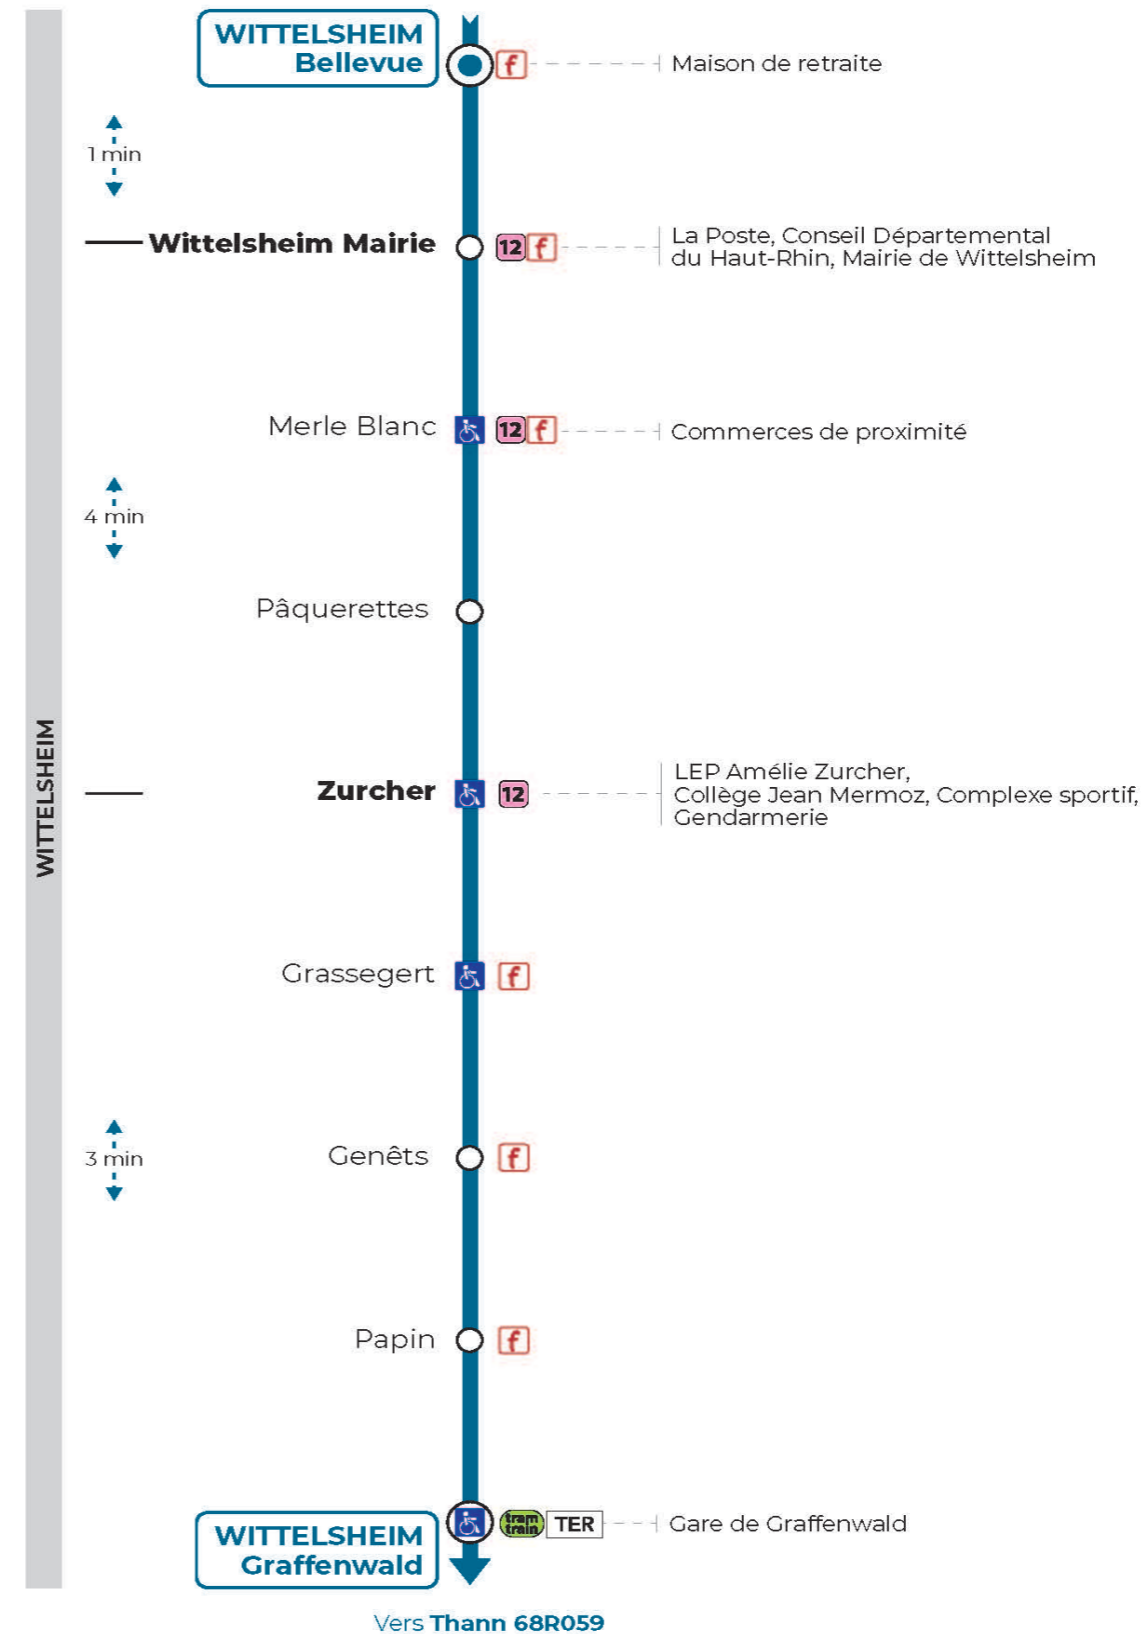 WITTELSHEIM
Bellevue
f
Maison de retraite
1 min
Wittelsheim Mairie
12 f
La Poste, Conseil Départemental
du Haut-Rhin, Mairie de Wittelsheim
Merle Blanc
12 f
Commerces de proximité
4 min
Pâquerettes
WITTELSHEIM
Zurcher
12
LEP Amélie Zurcher,
Collège Jean Mermoz, Complexe sportif,
Gendarmerie
Grassegert
f
3 min
Genêts
f
Papin
f
WITTELSHEIM
Graffenwald
tram
train
TER
Gare de Graffenwald
Vers Thann 68R059